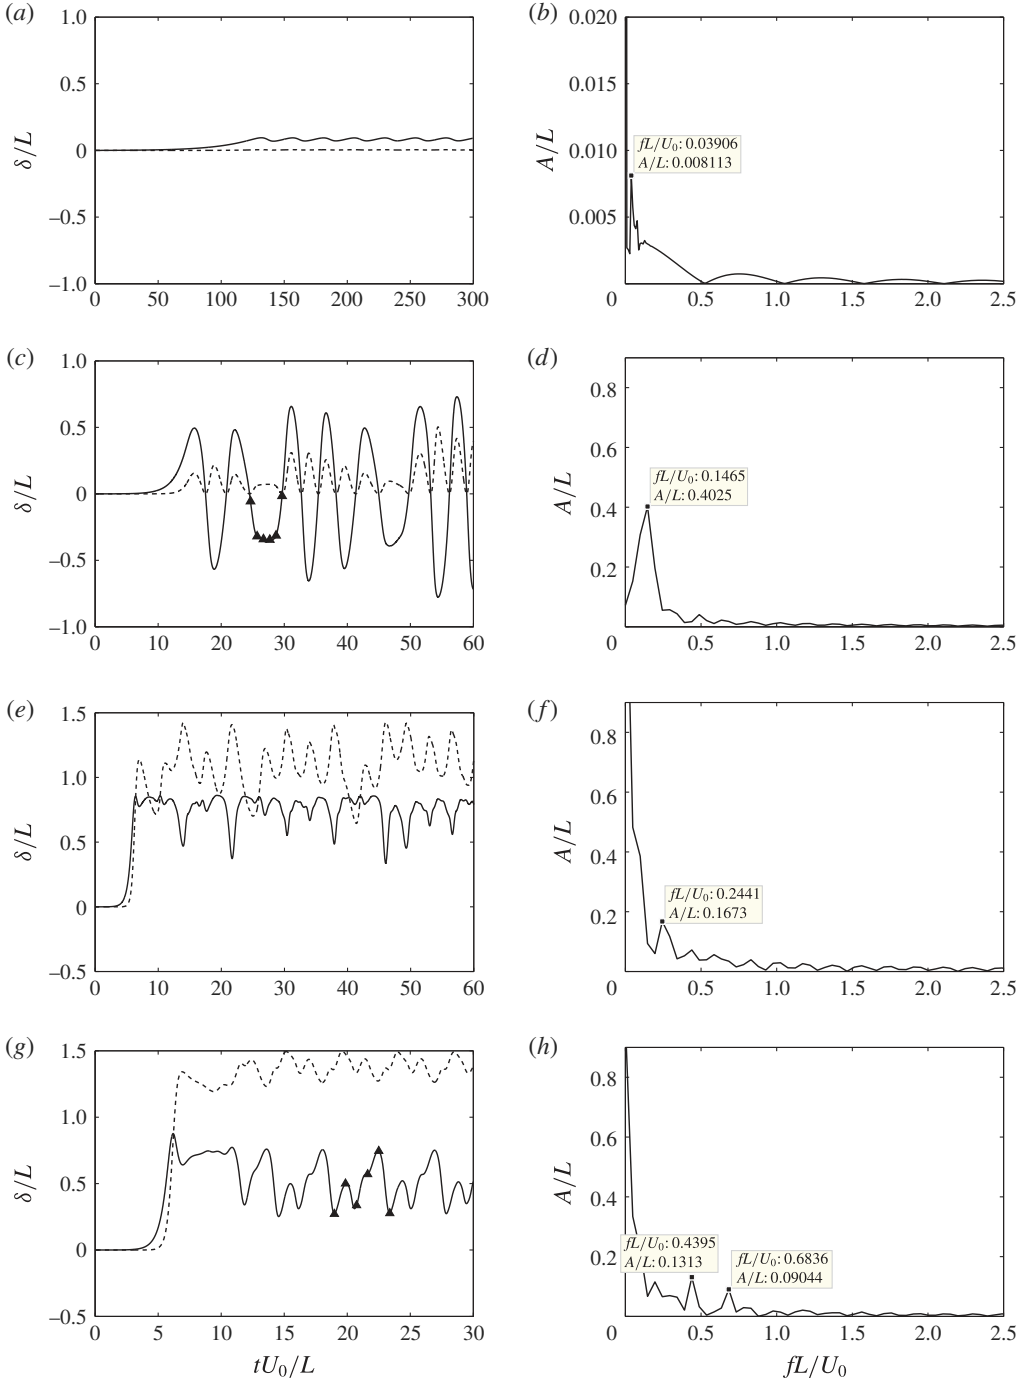 (a)
1.0
0.5
0
–0.5
–1.0
δ/L
0 50 100 150 200 250 300
(b)
0.020
0.015
0.010
0.005
A/L
fL/U0: 0.03906
A/L: 0.008113
0 0.5 1.0 1.5 2.0 2.5
(c)
1.0
0.5
0
–0.5
–1.0
δ/L
0 10 20 30 40 50 60
(d)
0.8
0.6
0.4
0.2
A/L
fL/U0: 0.1465
A/L: 0.4025
0 0.5 1.0 1.5 2.0 2.5
(e)
1.5
1.0
0.5
0
–0.5
δ/L
0 10 20 30 40 50 60
(f)
0.8
0.6
0.4
0.2
A/L
fL/U0: 0.2441
A/L: 0.1673
0 0.5 1.0 1.5 2.0 2.5
(g)
1.5
1.0
0.5
0
–0.5
δ/L
0 5 10 15 20 25 30
tU0/L
(h)
0.8
0.6
0.4
0.2
A/L
fL/U0: 0.4395
A/L: 0.1313
fL/U0: 0.6836
A/L: 0.09044
0 0.5 1.0 1.5 2.0 2.5
fL/U0